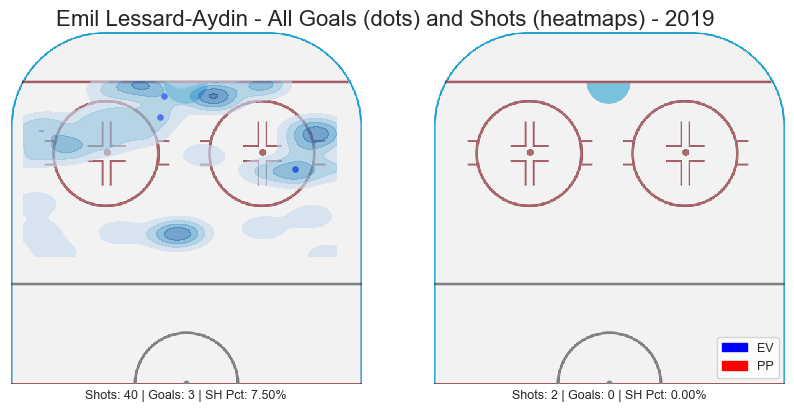 Emil Lessard-Aydin - All Goals (dots) and Shots (heatmaps) - 2019
EV
PP
Shots: 40 | Goals: 3 | SH Pct: 7.50%
Shots: 2 | Goals: 0 | SH Pct: 0.00%